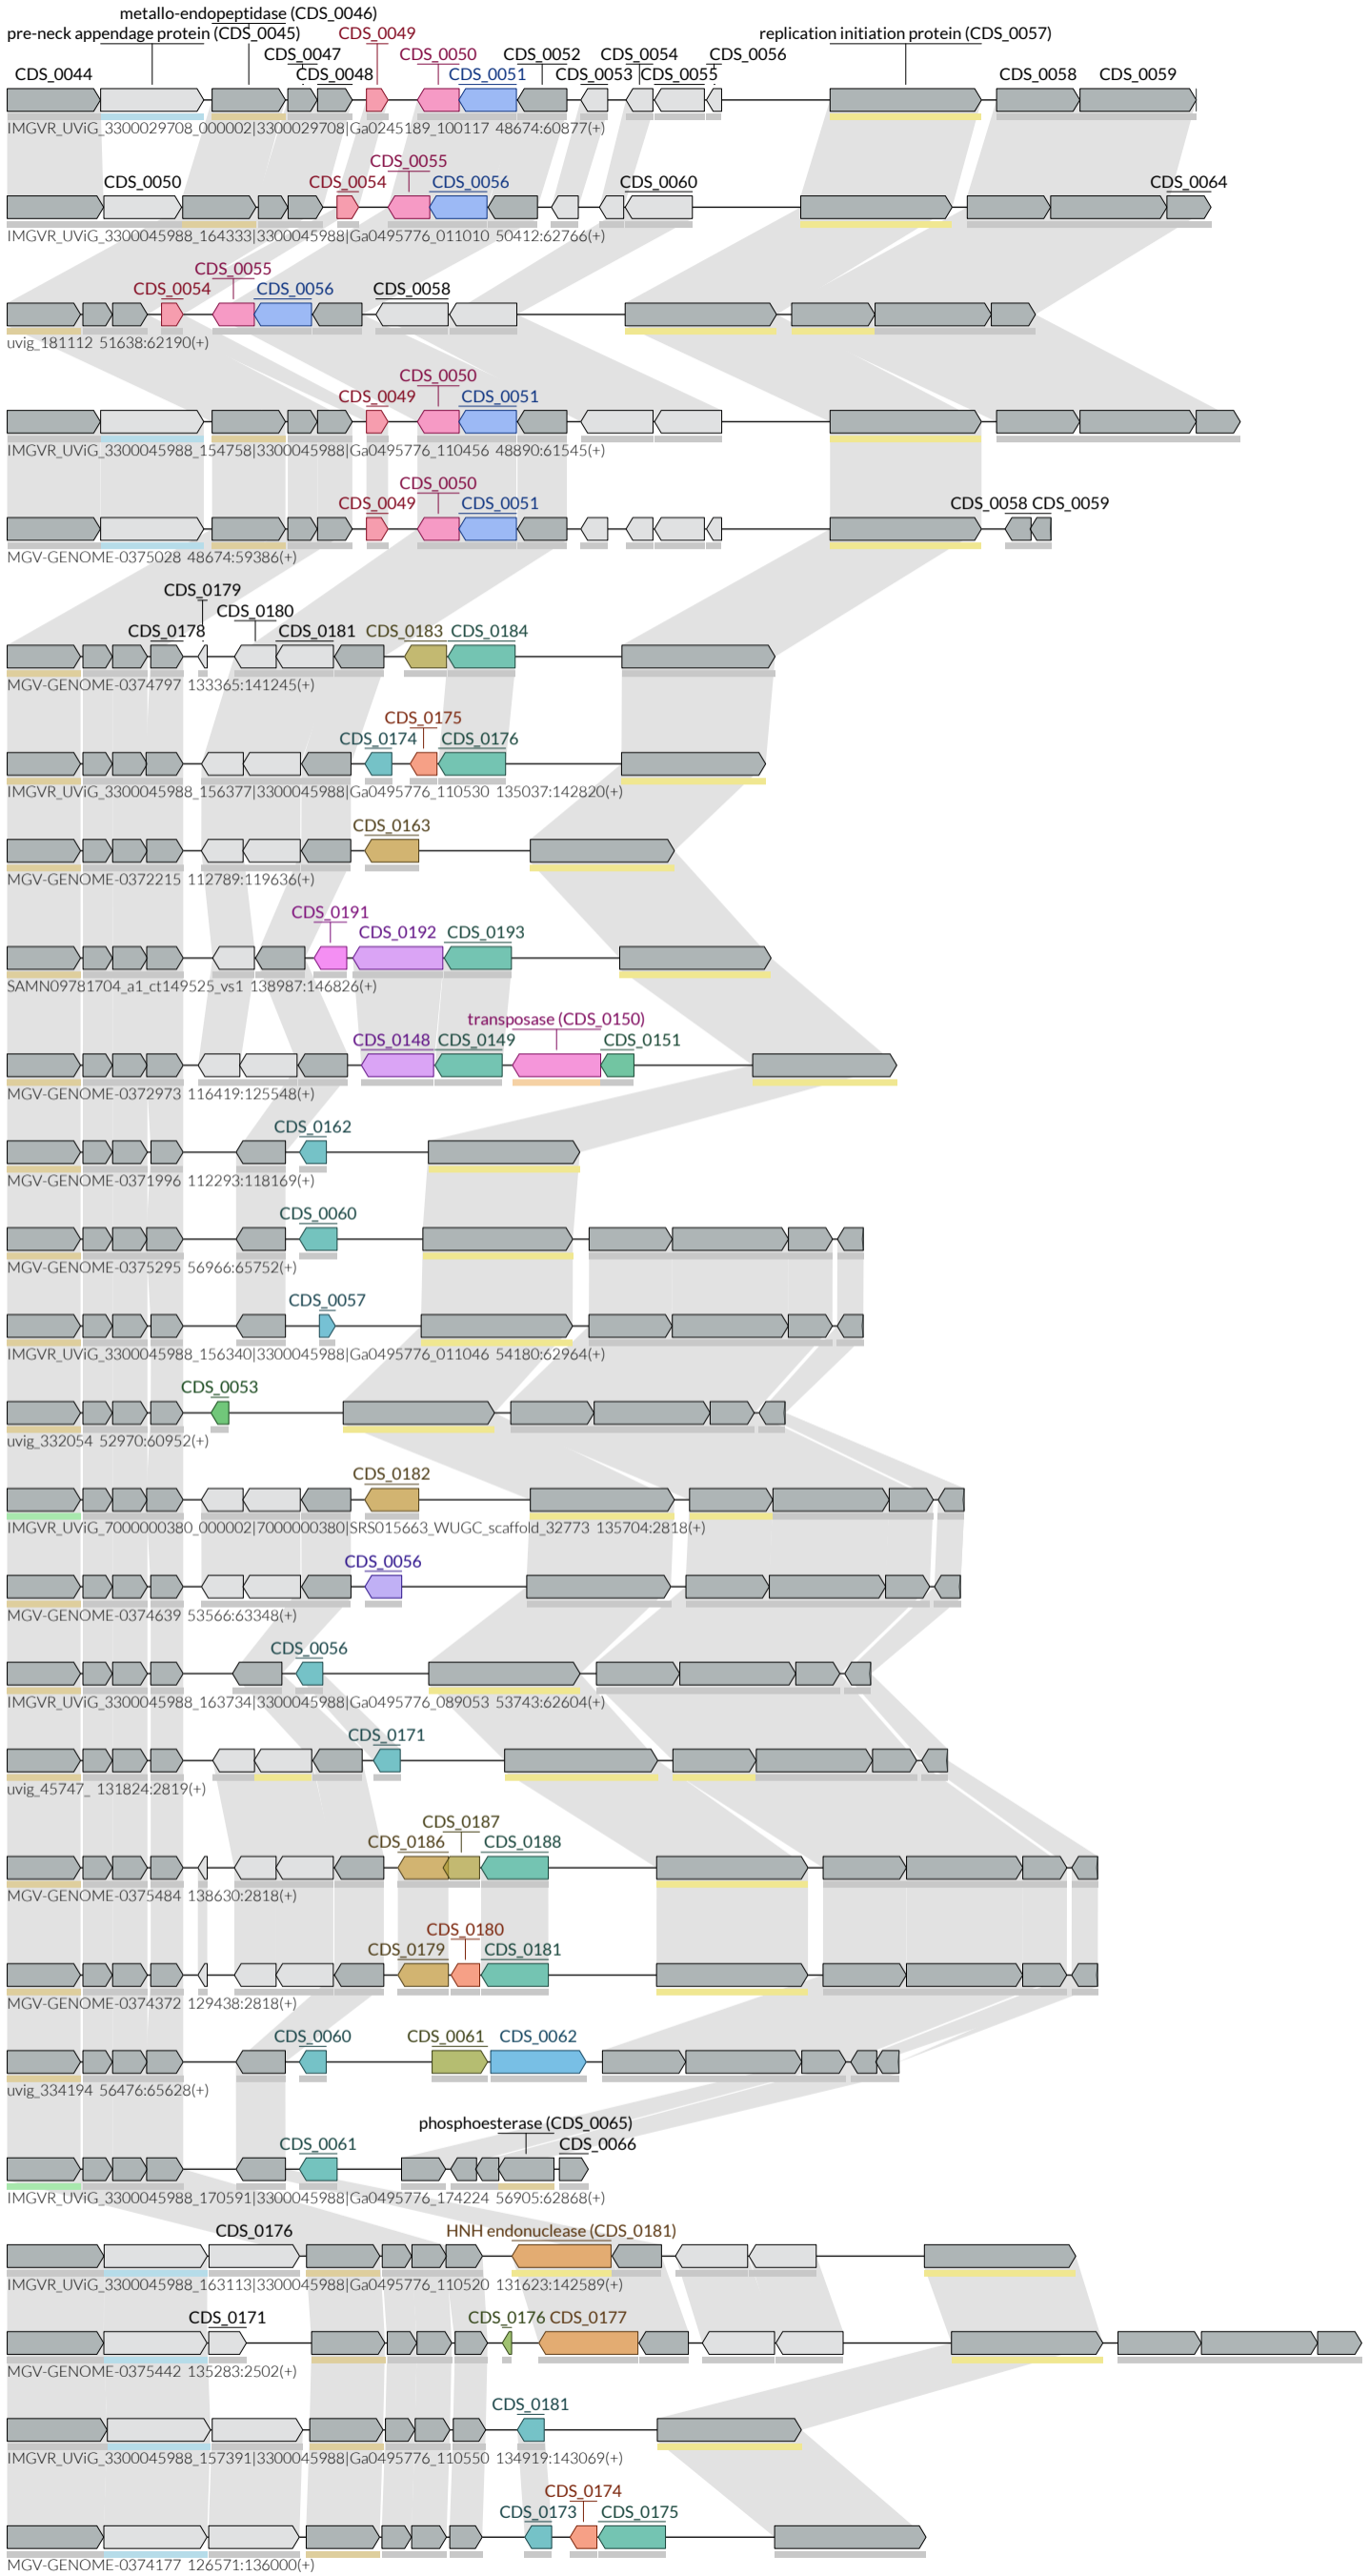 metallo-endopeptidase (CDS_0046)
pre-neck appendage protein (CDS_0045) CDS_0049 replication initiation protein (CDS_0057)
CDS_0047 CDS_0050 CDS_0052 CDS_0054 CDS_0056
CDS_0044 CDS_0048 CDS_0051 CDS_0053 CDS_0055 CDS_0058 CDS_0059
IMGVR_UViG_3300029708_000002|3300029708|Ga0245189_100117 48674:60877(+)
CDS_0055
CDS_0050 CDS_0054 CDS_0056 CDS_0060 CDS_0064
IMGVR_UViG_3300045988_164333|3300045988|Ga0495776_011010 50412:62766(+)
CDS_0055
CDS_0054 CDS_0056 CDS_0058
uvig_181112 51638:62190(+)
CDS_0050
CDS_0049 CDS_0051
IMGVR_UViG_3300045988_154758|3300045988|Ga0495776_110456 48890:61545(+)
CDS_0050
CDS_0049 CDS_0051 CDS_0058 CDS_0059
MGV-GENOME-0375028 48674:59386(+)
CDS_0179
CDS_0180
CDS_0178 CDS_0181 CDS_0183 CDS_0184
MGV-GENOME-0374797 133365:141245(+)
CDS_0175
CDS_0174 CDS_0176
IMGVR_UViG_3300045988_156377|3300045988|Ga0495776_110530 135037:142820(+)
CDS_0163
MGV-GENOME-0372215 112789:119636(+)
CDS_0191
CDS_0192 CDS_0193
SAMN09781704_a1_ct149525_vs1 138987:146826(+)
transposase (CDS_0150)
CDS_0148 CDS_0149 CDS_0151
MGV-GENOME-0372973 116419:125548(+)
CDS_0162
MGV-GENOME-0371996 112293:118169(+)
CDS_0060
MGV-GENOME-0375295 56966:65752(+)
CDS_0057
IMGVR_UViG_3300045988_156340|3300045988|Ga0495776_011046 54180:62964(+)
CDS_0053
uvig_332054 52970:60952(+)
CDS_0182
IMGVR_UViG_7000000380_000002|7000000380|SRS015663_WUGC_scaffold_32773 135704:2818(+)
CDS_0056
MGV-GENOME-0374639 53566:63348(+)
CDS_0056
IMGVR_UViG_3300045988_163734|3300045988|Ga0495776_089053 53743:62604(+)
CDS_0171
uvig_45747_ 131824:2819(+)
CDS_0187
CDS_0186 CDS_0188
MGV-GENOME-0375484 138630:2818(+)
CDS_0180
CDS_0179 CDS_0181
MGV-GENOME-0374372 129438:2818(+)
CDS_0060 CDS_0061 CDS_0062
uvig_334194 56476:65628(+)
phosphoesterase (CDS_0065)
CDS_0061 CDS_0066
IMGVR_UViG_3300045988_170591|3300045988|Ga0495776_174224 56905:62868(+)
CDS_0176 HNH endonuclease (CDS_0181)
IMGVR_UViG_3300045988_163113|3300045988|Ga0495776_110520 131623:142589(+)
CDS_0171 CDS_0176 CDS_0177
MGV-GENOME-0375442 135283:2502(+)
CDS_0181
IMGVR_UViG_3300045988_157391|3300045988|Ga0495776_110550 134919:143069(+)
CDS_0174
CDS_0173 CDS_0175
MGV-GENOME-0374177 126571:136000(+)